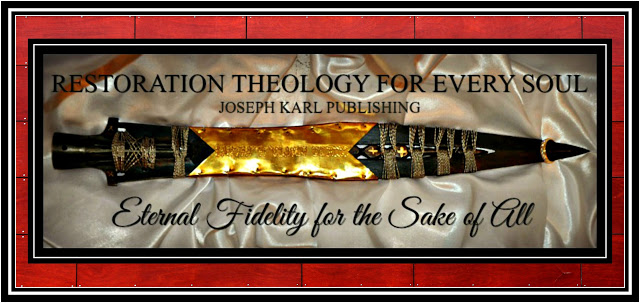 RESTORATION THEOLOGY FOR EVERY SOUL
JOSEPH KARL PUBLISHING
Eternal Fidelity for the Sake of All